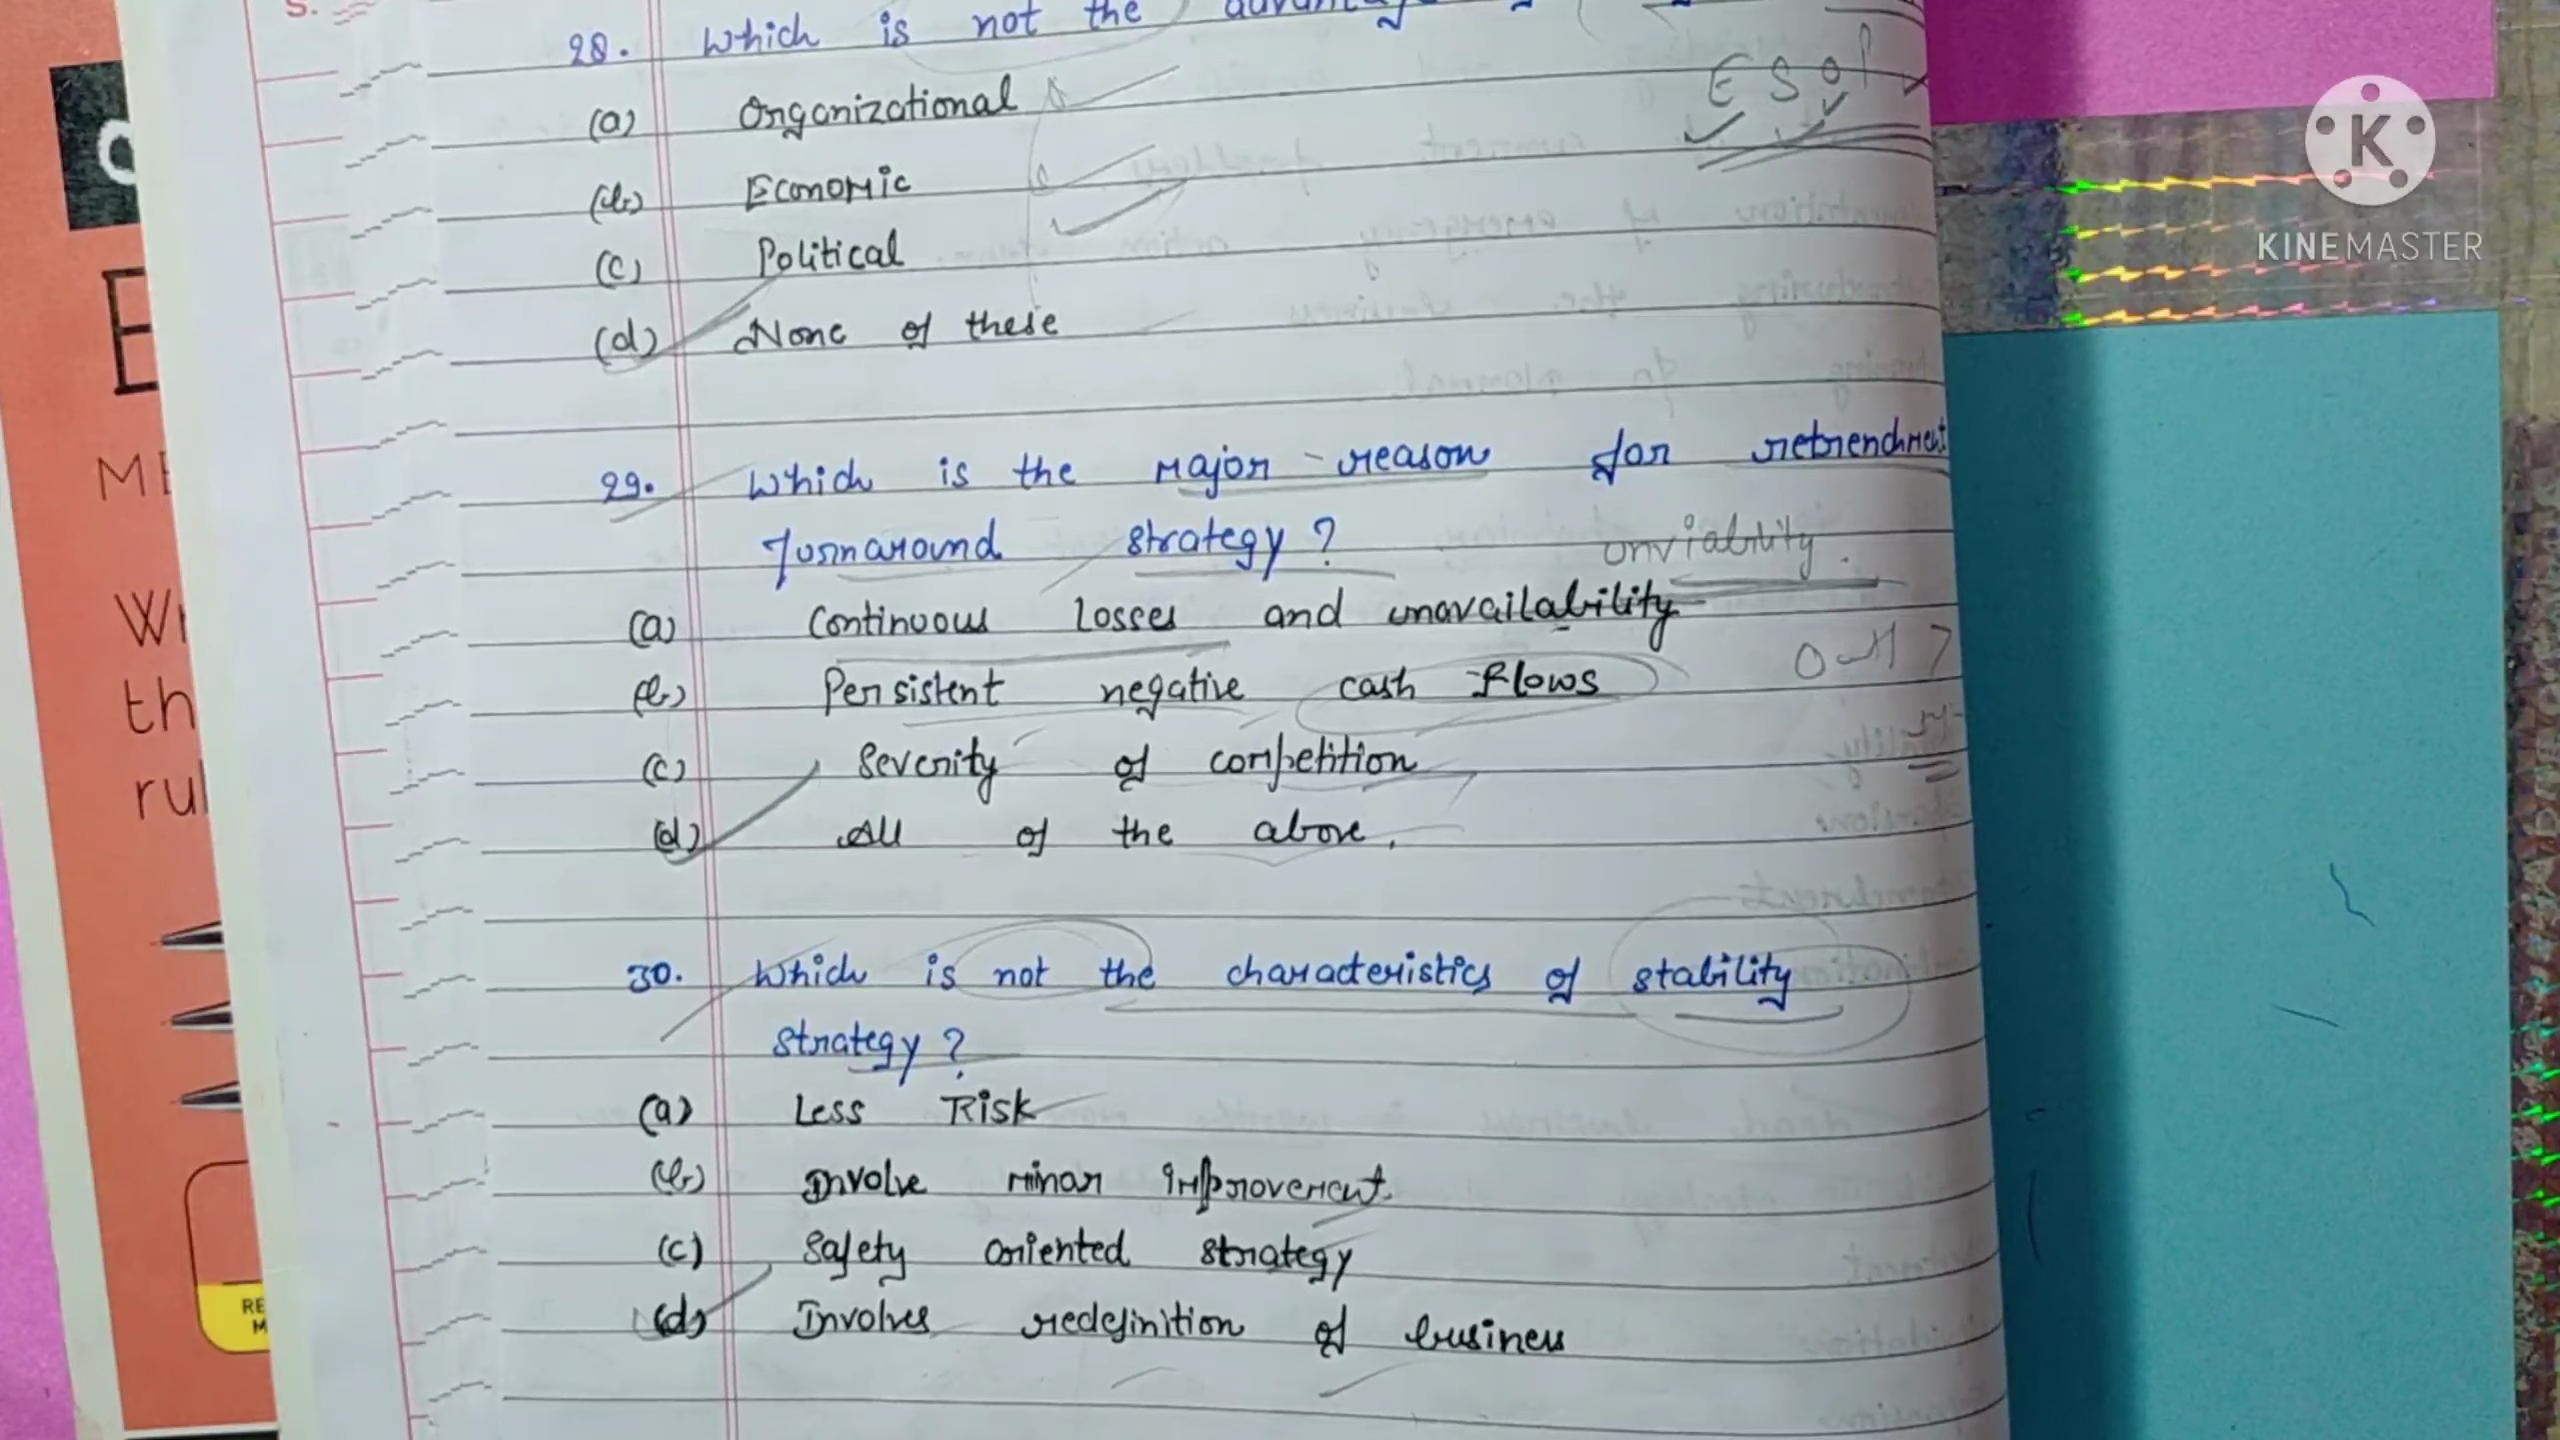 28. Which is not the
(a) Organizational
ESOP
(b) Economic
(c) Political
(d) None of these
29. Which is the Major reason for retrenchment
Turnaround strategy?
unviability.
(a) Continuous Losses and unavailability
(b) Persistent negative cash flows
(c) Severity of competition
(d) All of the above.
30. Which is not the characteristics of stability
strategy?
(a) Less Risk
(b) Involve minor improvement
(c) Safety oriented strategy
(d) Involves redefinition of business
K
KINEMASTER